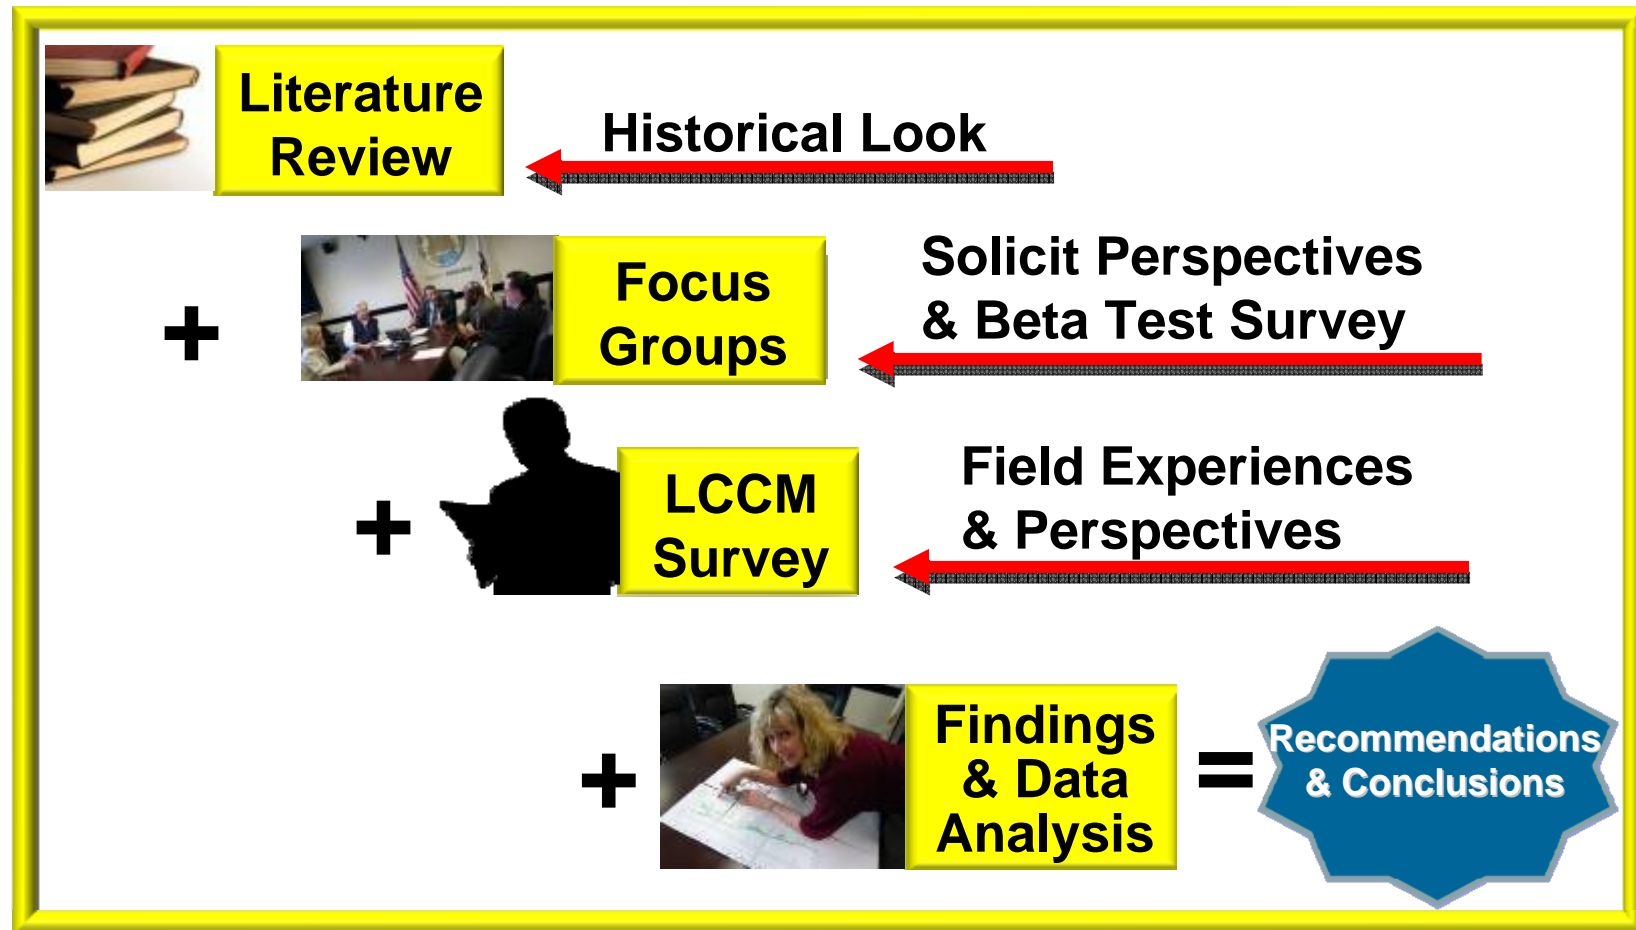 Literature
Review
Historical Look
+
Focus
Groups
Solicit Perspectives
& Beta Test Survey
+
LCCM
Survey
Field Experiences
& Perspectives
+
Findings
& Data
Analysis
=
Recommendations
& Conclusions